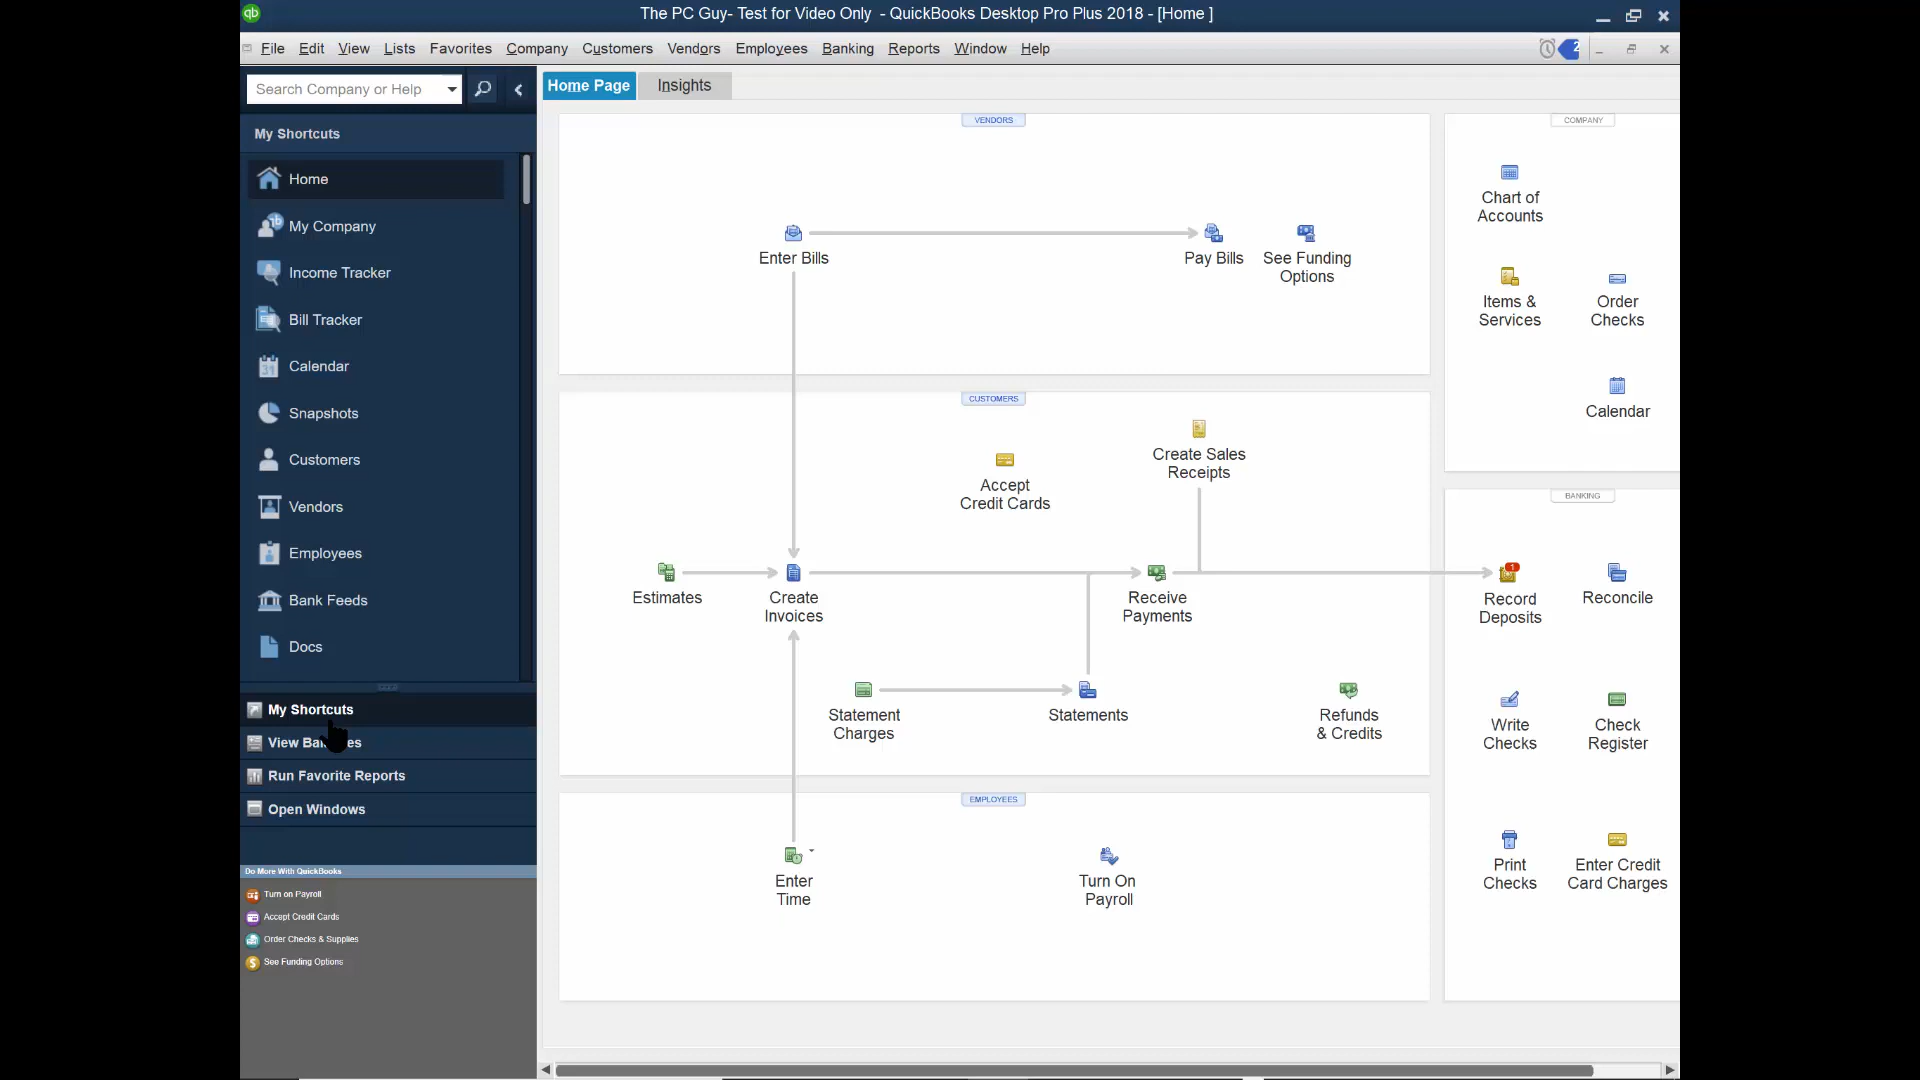 qb
The PC Guy- Test for Video Only - QuickBooks Desktop Pro Plus 2018 - [Home ]
File Edit View Lists Favorites Company Customers Vendors Employees Banking Reports Window Help
2
Search Company or Help
Home Page
Insights
My Shortcuts
Home
My Company
Income Tracker
Bill Tracker
Calendar
Snapshots
Customers
Vendors
Employees
Bank Feeds
Docs
My Shortcuts
View
Run Favorite Reports
Open Windows
Do More With QuickBooks
Turn on Payroll
Accept Credit Cards
Order Checks & Supplies
See Funding Options
VENDORS
Enter Bills
Pay Bills
See Funding
Options
CUSTOMERS
Create Sales
Receipts
Accept
Credit Cards
Estimates
Create
Invoices
Receive
Payments
Statement
Charges
Statements
Refunds
& Credits
EMPLOYEES
Enter
Time
Turn On
Payroll
COMPANY
Chart of
Accounts
Items &
Services
Order
Checks
Calendar
BANKING
1
Record
Deposits
Reconcile
Write
Checks
Check
Register
Print
Checks
Enter Credit
Card Charges